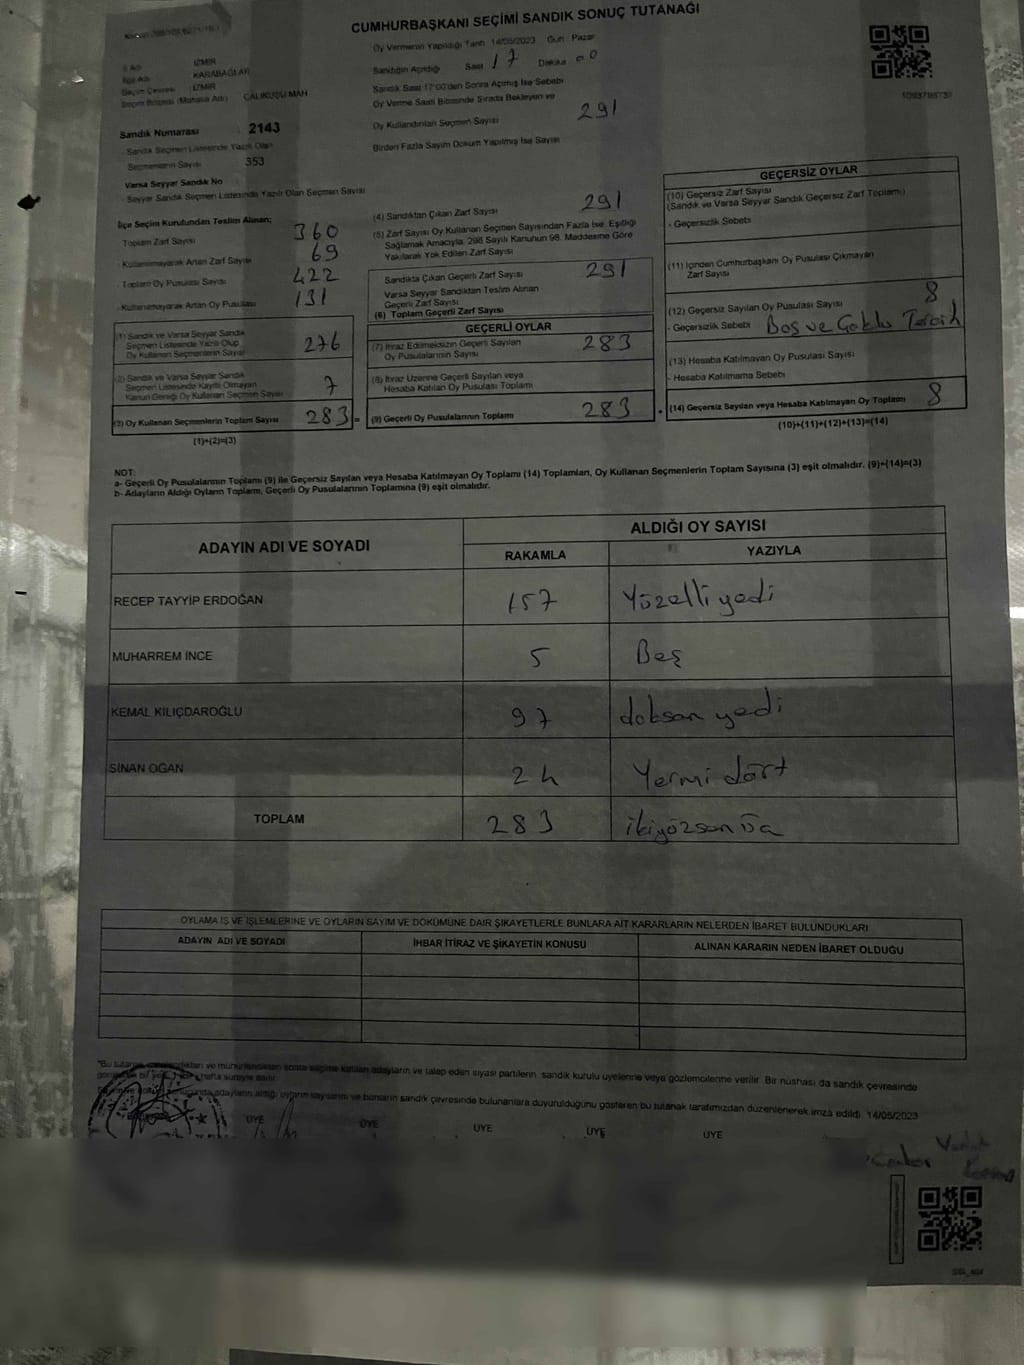 CUMHURBAŞKANI SEÇİMİ SANDIK SONUÇ TUTANAĞI
İl Adı : İZMİR
İlçe Adı : KARABAĞLAR
Seçim Çevresi : İZMİR
Seçim Bölgesi (Mahalle Adı) : ÇALIKUŞU MAH
Sandık Numarası : 2143
- Sandık Seçmen Listesinde Yazılı Olan
Seçmenlerin Sayısı : 353
Varsa Seyyar Sandık No
- Seyyar Sandık Seçmen Listesinde Yazılı Olan Seçmen Sayısı
Oy Vermenin Yapıldığı Tarih 14/05/2023 Gün : Pazar
Sandığın Açıldığı Saat 17 Dakika 00
Sandık Saat 17:00'den Sonra Açılmış İse Sebebi
Oy Verme Saati Bitiminde Sırada Bekleyen ve
Oy Kullandırılan Seçmen Sayısı 291
Birden Fazla Sayım Döküm Yapılmış İse Sayısı
İlçe Seçim Kurulundan Teslim Alınan;
Toplam Zarf Sayısı 360
- Kullanılmayarak Artan Zarf Sayısı 69
Toplam Oy Pusulası Sayısı 422
- Kullanılmayarak Artan Oy Pusulası 131
(1) Sandık ve Varsa Seyyar Sandık
Seçmen Listesinde Yazılı Olup
Oy Kullanan Seçmenlerin Sayısı 276
(2) Sandık ve Varsa Seyyar Sandık
Seçmen Listesinde Kayıtlı Olmayan
Kanun Gereği Oy Kullanan Seçmen Sayısı 7
(3) Oy Kullanan Seçmenlerin Toplam Sayısı 283 =
(1)+(2)=(3)
(4) Sandıktan Çıkan Zarf Sayısı 291
(5) Zarf Sayısı Oy Kullanan Seçmen Sayısından Fazla İse, Eşitliği
Sağlamak Amacıyla, 298 Sayılı Kanunun 98. Maddesine Göre
Yakılarak Yok Edilen Zarf Sayısı
Sandıkta Çıkan Geçerli Zarf Sayısı 291
Varsa Seyyar Sandıktan Teslim Alınan
Geçerli Zarf Sayısı
(6) Toplam Geçerli Zarf Sayısı
GEÇERLİ OYLAR
(7) İtiraz Edilmeksizin Geçerli Sayılan
Oy Pusulalarının Sayısı 283
(8) İtiraz Üzerine Geçerli Sayılan veya
Hesaba Katılan Oy Pusulası Toplamı
(9) Geçerli Oy Pusulalarının Toplamı 283 +
GEÇERSİZ OYLAR
(10) Geçersiz Zarf Sayısı
(Sandık ve Varsa Seyyar Sandık Geçersiz Zarf Toplamı)
- Geçersizlik Sebebi
(11) İçinden Cumhurbaşkanı Oy Pusulası Çıkmayan
Zarf Sayısı
(12) Geçersiz Sayılan Oy Pusulası Sayısı 8
- Geçersizlik Sebebi Boş ve Çoklu Tercih
(13) Hesaba Katılmayan Oy Pusulası Sayısı
- Hesaba Katılmama Sebebi
(14) Geçersiz Sayılan veya Hesaba Katılmayan Oy Toplamı 8
(10)+(11)+(12)+(13)=(14)
NOT:
a- Geçerli Oy Pusulalarının Toplamı (9) ile Geçersiz Sayılan veya Hesaba Katılmayan Oy Toplamı (14) Toplamları, Oy Kullanan Seçmenlerin Toplam Sayısına (3) eşit olmalıdır. (9)+(14)=(3)
b- Adayların Aldığı Oyların Toplamı, Geçerli Oy Pusulalarının Toplamına (9) eşit olmalıdır.
ADAYIN ADI VE SOYADI ALDIĞI OY SAYISI
RAKAMLA YAZIYLA
RECEP TAYYİP ERDOĞAN 157 Yüzelli yedi
MUHARREM İNCE 5 Beş
KEMAL KILIÇDAROĞLU 97 doksan yedi
SİNAN OĞAN 24 Yermi dört
TOPLAM 283
OYLAMA İŞ VE İŞLEMLERİNE VE OYLARIN SAYIM VE DÖKÜMÜNE DAİR ŞİKAYETLERLE BUNLARA AİT KARARLARIN NELERDEN İBARET BULUNDUKLARI
ADAYIN ADI VE SOYADI İHBAR İTİRAZ VE ŞİKAYETİN KONUSU ALINAN KARARIN NEDEN İBARET OLDUĞU
sonra seçime katılan adayların ve talep eden siyasi partilerin, sandık kurulu üyelerine veya gözlemcilerine verilir. Bir nüshası da sandık çevresinde
hafta süreyle asılır.
adayların aldığı oyların sayılarını ve bunların sandık çevresinde bulunanlara duyurulduğunu gösteren bu tutanak tarafımızdan düzenlenerek imza edildi. 14/05/2023
ÜYE ÜYE ÜYE ÜYE ÜYE